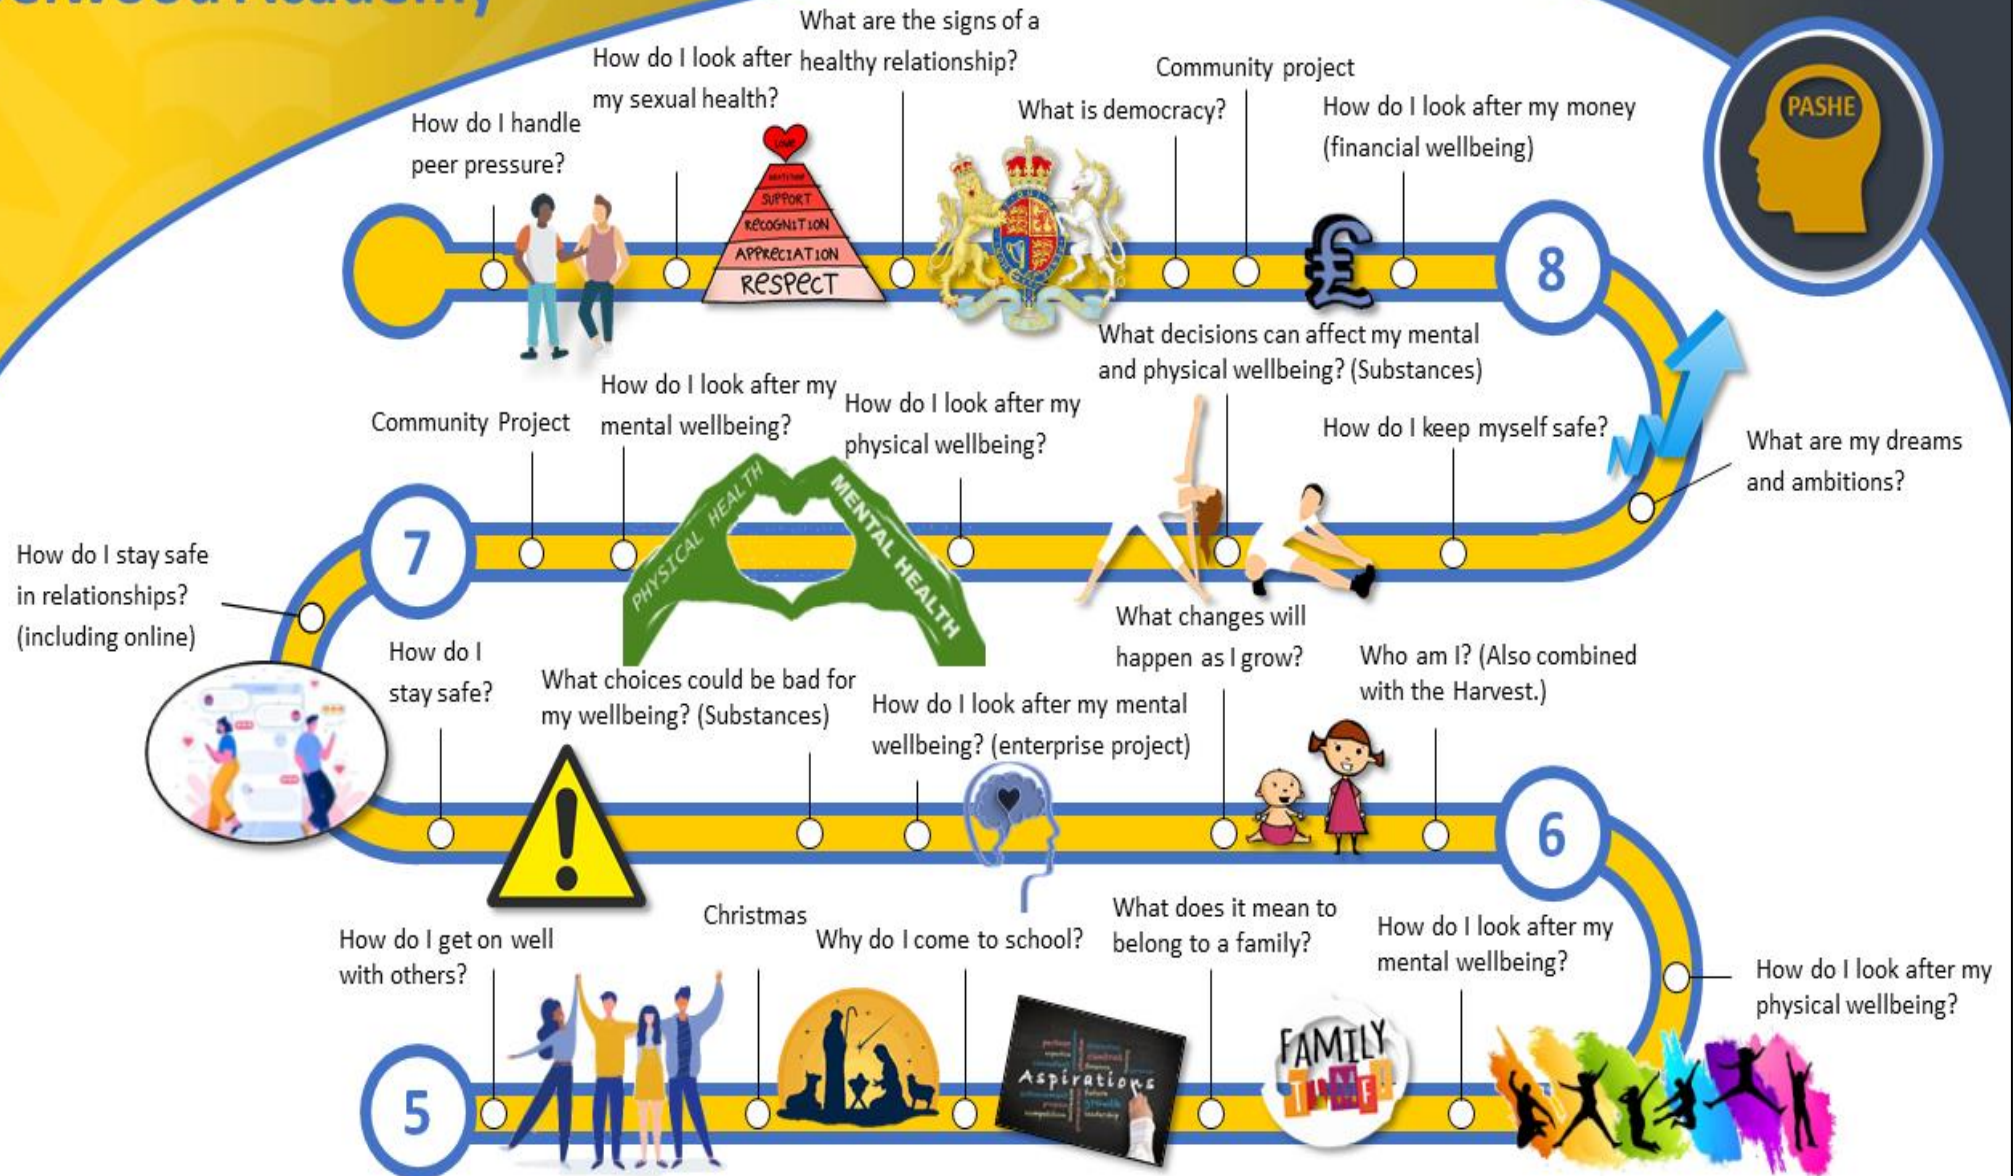 What are the signs of a
healthy relationship?
How do I look after
my sexual health?
Community project
What is democracy?
How do I look after my money
(financial wellbeing)
How do I handle
peer pressure?
PASHE
LOVE
SUPPORT
RECOGNITION
APPRECIATION
RESPECT
8
What decisions can affect my mental
and physical wellbeing? (Substances)
How do I look after my
mental wellbeing?
How do I look after my
physical wellbeing?
Community Project
How do I keep myself safe?
What are my dreams
and ambitions?
PHYSICAL HEALTH
MENTAL HEALTH
7
How do I stay safe
in relationships?
(including online)
How do I
stay safe?
What choices could be bad for
my wellbeing? (Substances)
How do I look after my mental
wellbeing? (enterprise project)
What changes will
happen as I grow?
Who am I? (Also combined
with the Harvest.)
6
How do I get on well
with others?
Christmas
Why do I come to school?
What does it mean to
belong to a family?
How do I look after my
mental wellbeing?
How do I look after my
physical wellbeing?
Aspirations
FAMILY
TIME!
5